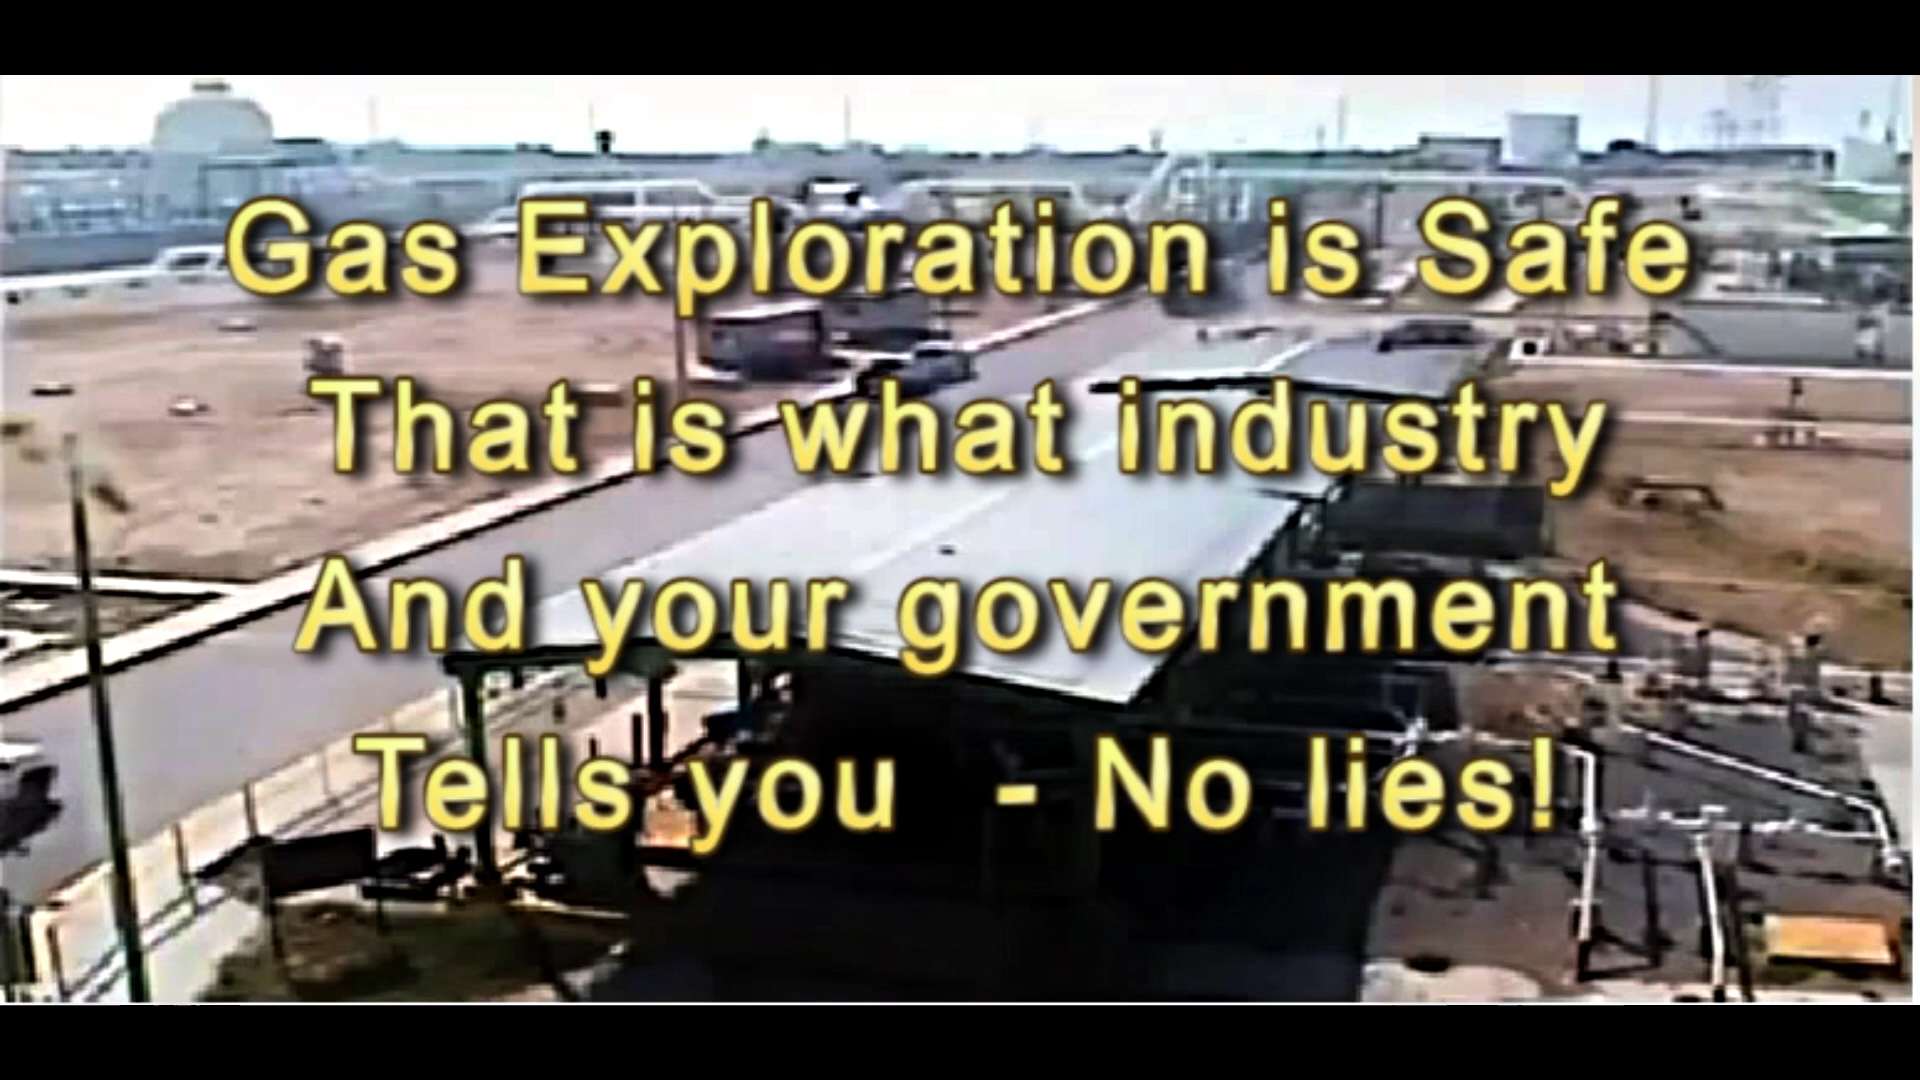 Gas Exploration is Safe
That is what industry
And your government
Tells you - No lies!